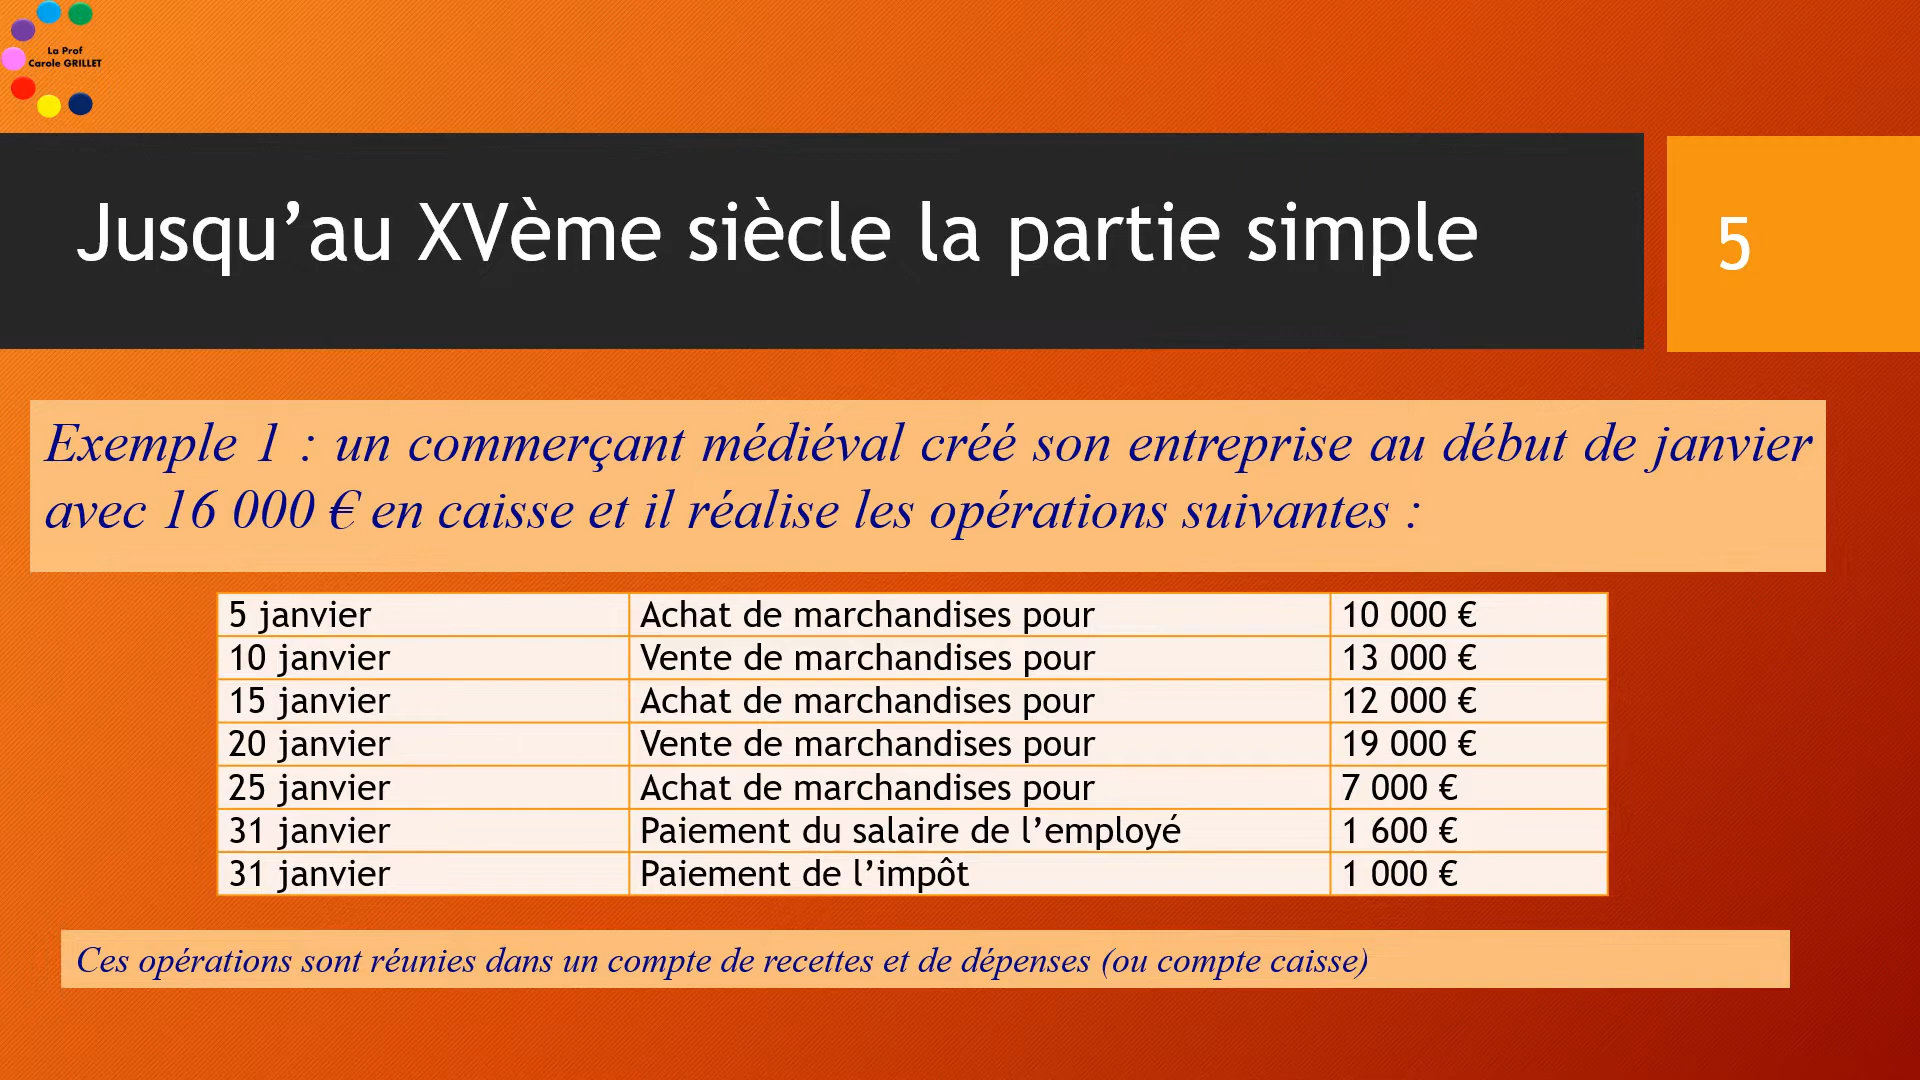 La Prof
Carole GRILLET
Jusqu’au XVème siècle la partie simple
5
Exemple 1 : un commerçant médiéval créé son entreprise au début de janvier
avec 16 000 € en caisse et il réalise les opérations suivantes :
5 janvier Achat de marchandises pour 10 000 €
10 janvier Vente de marchandises pour 13 000 €
15 janvier Achat de marchandises pour 12 000 €
20 janvier Vente de marchandises pour 19 000 €
25 janvier Achat de marchandises pour 7 000 €
31 janvier Paiement du salaire de l’employé 1 600 €
31 janvier Paiement de l’impôt 1 000 €
Ces opérations sont réunies dans un compte de recettes et de dépenses (ou compte caisse)